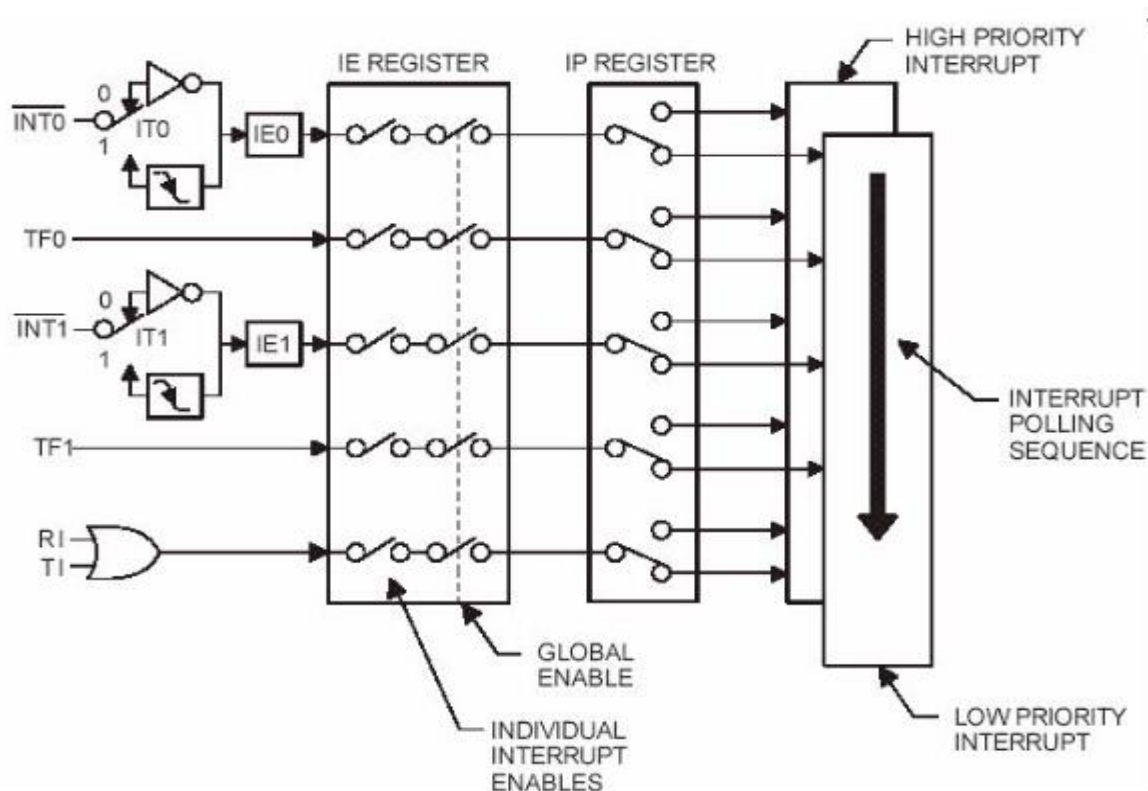 HIGH PRIORITY
INTERRUPT
IE REGISTER
IP REGISTER
0
INT0
IT0
1
IE0
TF0
0
INT1
IT1
1
IE1
TF1
RI
TI
INTERRUPT
POLLING
SEQUENCE
GLOBAL
ENABLE
INDIVIDUAL
INTERRUPT
ENABLES
LOW PRIORITY
INTERRUPT